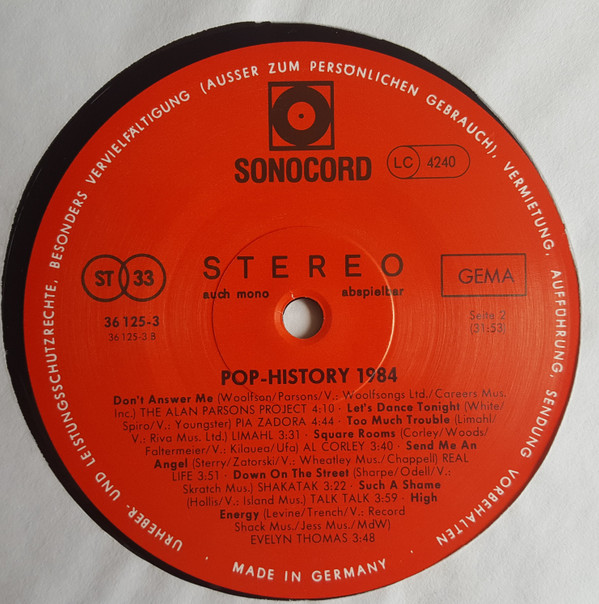 URHEBER- UND LEISTUNGSSCHUTZRECHTE, BESONDERS VERVIELFÄLTIGUNG (AUSSER ZUM PERSÖNLICHEN GEBRAUCH), VERMIETUNG, AUFFÜHRUNG, SENDUNG VORBEHALTEN
SONOCORD
LC 4240
ST 33
STEREO
auch mono abspielbar
GEMA
36 125-3
36 125-3 B
Seite 2
(31:53)
POP-HISTORY 1984
Don't Answer Me (Woolfson/Parsons/V.: Woolfsongs Ltd./Careers Mus.
Inc.) THE ALAN PARSONS PROJECT 4:10 · Let's Dance Tonight (White/
Spiro/V.: Youngster) PIA ZADORA 4:44 · Too Much Trouble (Limahl/
V.: Riva Mus. Ltd.) LIMAHL 3:31 · Square Rooms (Corley/Woods/
Faltermeier/V.: Kilauea/Ufa) AL CORLEY 3:40 · Send Me An
Angel (Sterry/Zatorski/V.: Wheatley Mus./Chappell) REAL
LIFE 3:51 · Down On The Street (Sharpe/Odell/V.:
Skratch Mus.) SHAKATAK 3:22 · Such A Shame
(Hollis/V.: Island Mus.) TALK TALK 3:59 · High
Energy (Levine/Trench/V.: Record
Shack Mus./Jess Mus./MdW)
EVELYN THOMAS 3:48
· MADE IN GERMANY ·